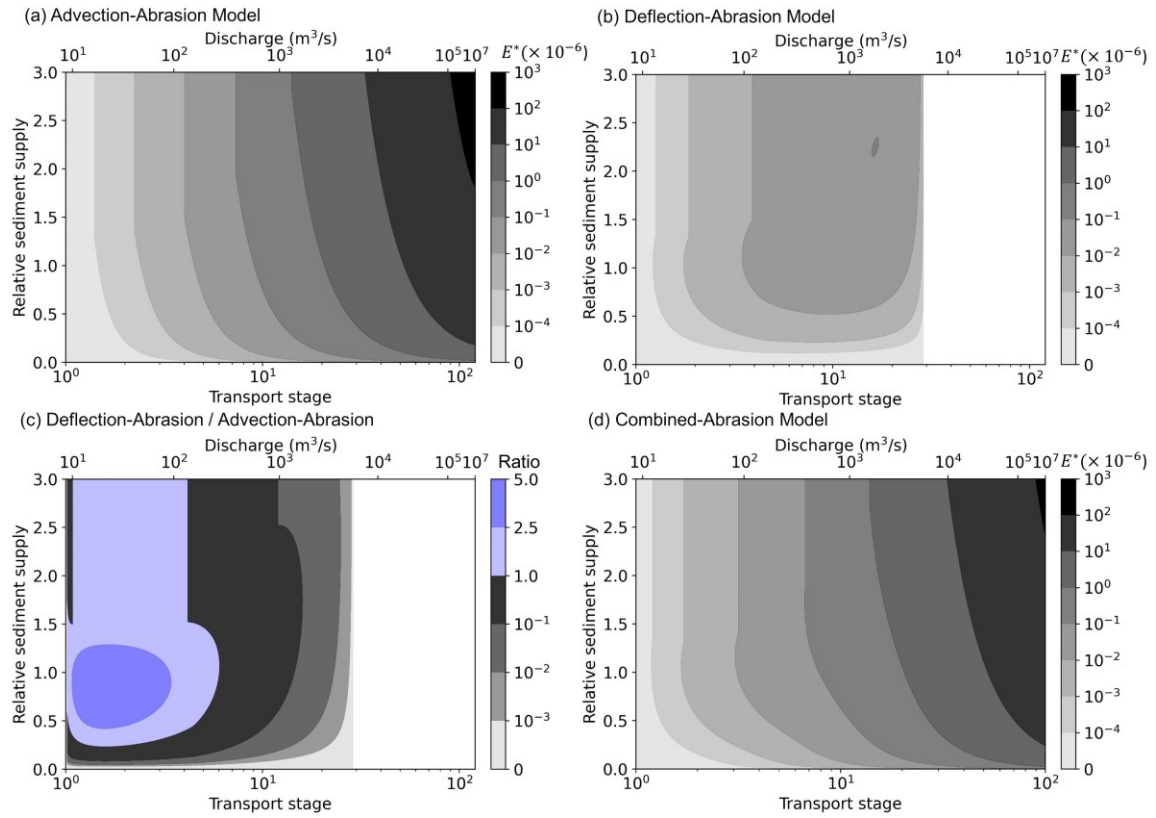 (a) Advection-Abrasion Model
Discharge (m³/s)
10¹ 10² 10³ 10⁴ 10⁵10⁷
E*(× 10⁻⁶)
Relative sediment supply
3.0
2.5
2.0
1.5
1.0
0.5
0.0
10³
10²
10¹
10⁰
10⁻¹
10⁻²
10⁻³
10⁻⁴
0
10⁰ 10¹ 10²
Transport stage
(b) Deflection-Abrasion Model
Discharge (m³/s)
10¹ 10² 10³ 10⁴ 10⁵10⁷
E*(× 10⁻⁶)
Relative sediment supply
3.0
2.5
2.0
1.5
1.0
0.5
0.0
10³
10²
10¹
10⁰
10⁻¹
10⁻²
10⁻³
10⁻⁴
0
10⁰ 10¹ 10²
Transport stage
(c) Deflection-Abrasion / Advection-Abrasion
Discharge (m³/s)
10¹ 10² 10³ 10⁴ 10⁵10⁷
Ratio
Relative sediment supply
3.0
2.5
2.0
1.5
1.0
0.5
0.0
5.0
2.5
1.0
10⁻¹
10⁻²
10⁻³
0
10⁰ 10¹ 10²
Transport stage
(d) Combined-Abrasion Model
Discharge (m³/s)
10¹ 10² 10³ 10⁴ 10⁵10⁷
E*(× 10⁻⁶)
Relative sediment supply
3.0
2.5
2.0
1.5
1.0
0.5
0.0
10³
10²
10¹
10⁰
10⁻¹
10⁻²
10⁻³
10⁻⁴
0
10⁰ 10¹ 10²
Transport stage